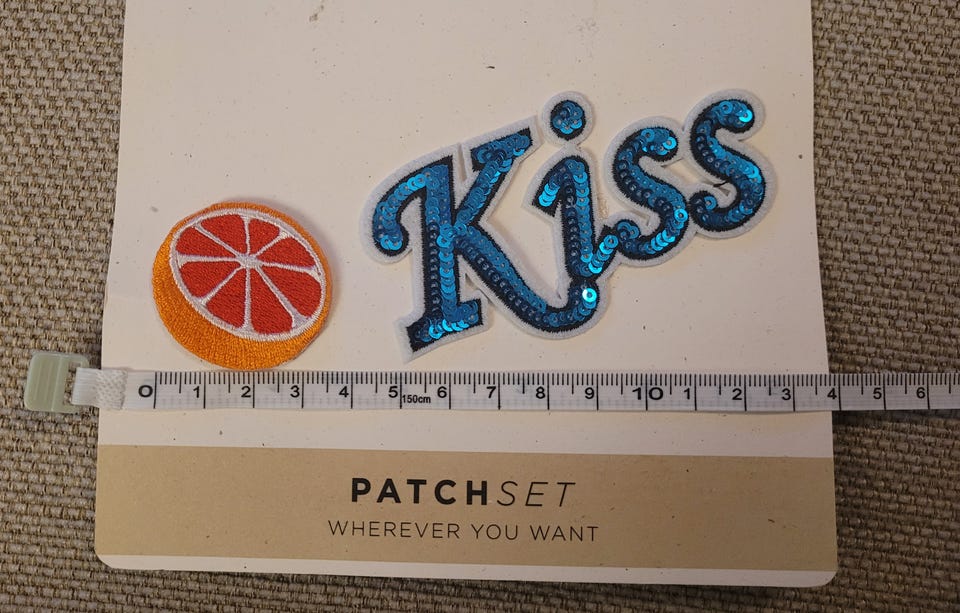 Kiss
0 1 2 3 4 5 6 7 8 9 10 1 2 3 4 5 6
150cm
PATCHSET
WHEREVER YOU WANT